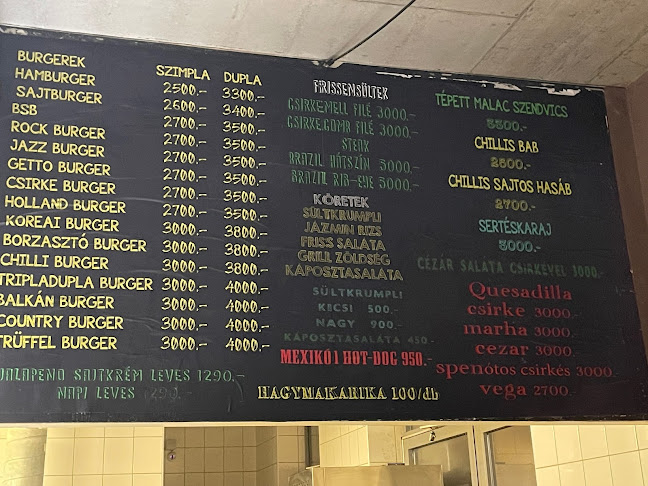 BURGEREK SZIMPLA DUPLA
HAMBURGER 2500.- 3300.-
SAJTBURGER 2600.- 3400.-
BSB 2700.- 3500.-
ROCK BURGER 2700.- 3500.-
JAZZ BURGER 2700.- 3500.-
GETTO BURGER 2700.- 3500.-
CSIRKE BURGER 2700.- 3500.-
HOLLAND BURGER 2700.- 3500.-
KOREAI BURGER 3000.- 3800.-
BORZASZTÓ BURGER 3000.- 3800.-
CHILLI BURGER 3000.- 3800.-
TRIPLADUPLA BURGER 3000.- 4000.-
BALKÁN BURGER 3000.- 4000.-
COUNTRY BURGER 3000.- 4000.-
TRÜFFEL BURGER 3000.- 4000.-
JALAPENO SAJTKRÉM LEVES 1290.-
NAPI LEVES 290.-
FRISSENSÜLTEK
CSIRKEMELL FILÉ 3000.-
CSIRKECOMB FILÉ 3000.-
STEAK
BRAZIL HÁTSZÍN 5000.-
BRAZIL RIB-EYE 5000.-
KÖRETEK
SÜLTKRUMPLI
JÁZMIN RIZS
FRISS SALÁTA
GRILL ZÖLDSÉG
KÁPOSZTASALÁTA
SÜLTKRUMPLI
KICSI 500.-
NAGY 900.-
KÁPOSZTASALÁTA 450.-
MEXIKÓI HOT-DOG 950.-
HAGYMAKARIKA 100/db
TÉPETT MALAC SZENDVICS
3500.-
CHILLIS BAB
2800.-
CHILLIS SAJTOS HASÁB
2700.-
SERTÉSKARAJ
3000.-
CÉZÁR SALÁTA CSIRKÉVEL 3000.-
Quesadilla
csirke 3000.-
marha 3000.-
cezar 3000.-
spenótos csirkés 3000.
vega 2700.-